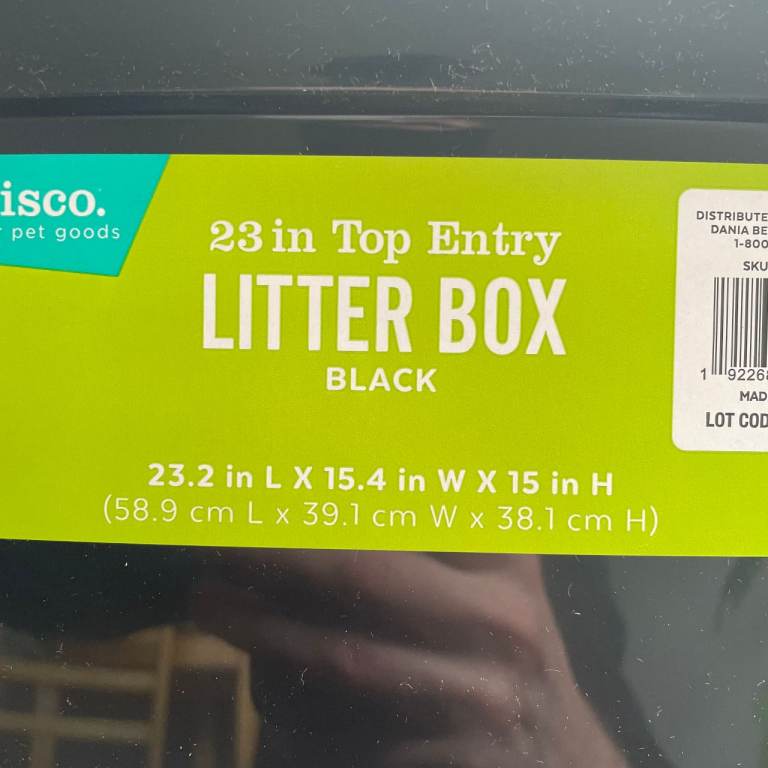 isco.
pet goods
23 in Top Entry
LITTER BOX
BLACK
23.2 in L X 15.4 in W X 15 in H
(58.9 cm L x 39.1 cm W x 38.1 cm H)
DISTRIBUTE
DANIA BE
1-800
SKU
1 92268
MAD
LOT COD